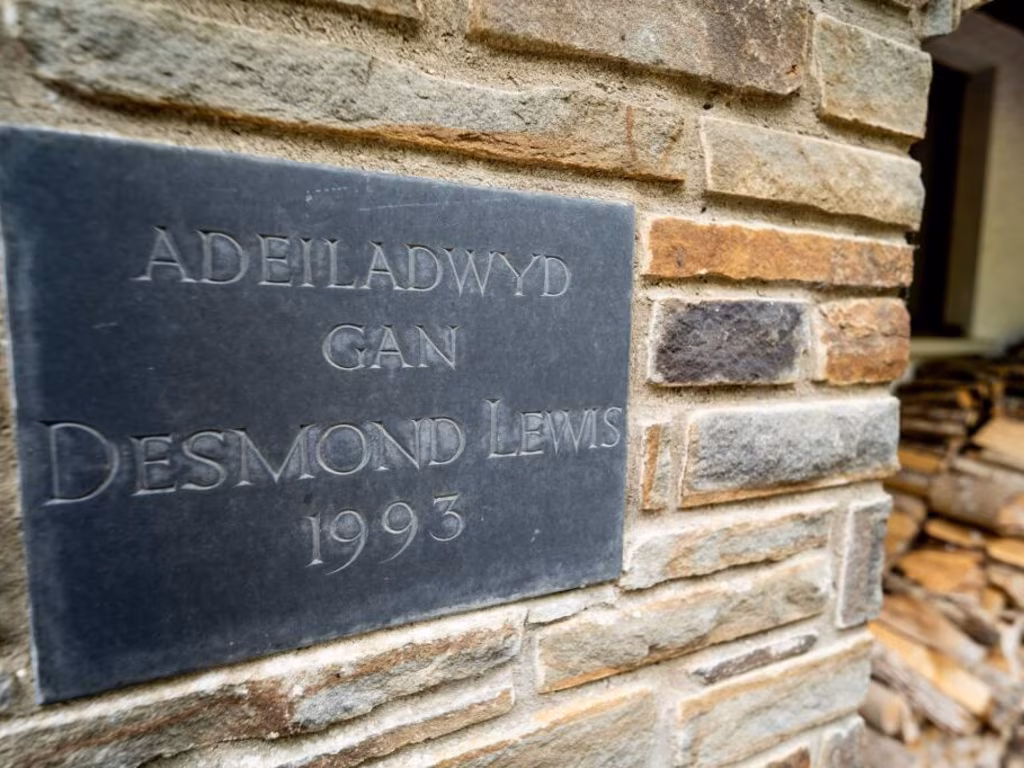 ADEILADWYD
GAN
DESMOND LEWIS
1993